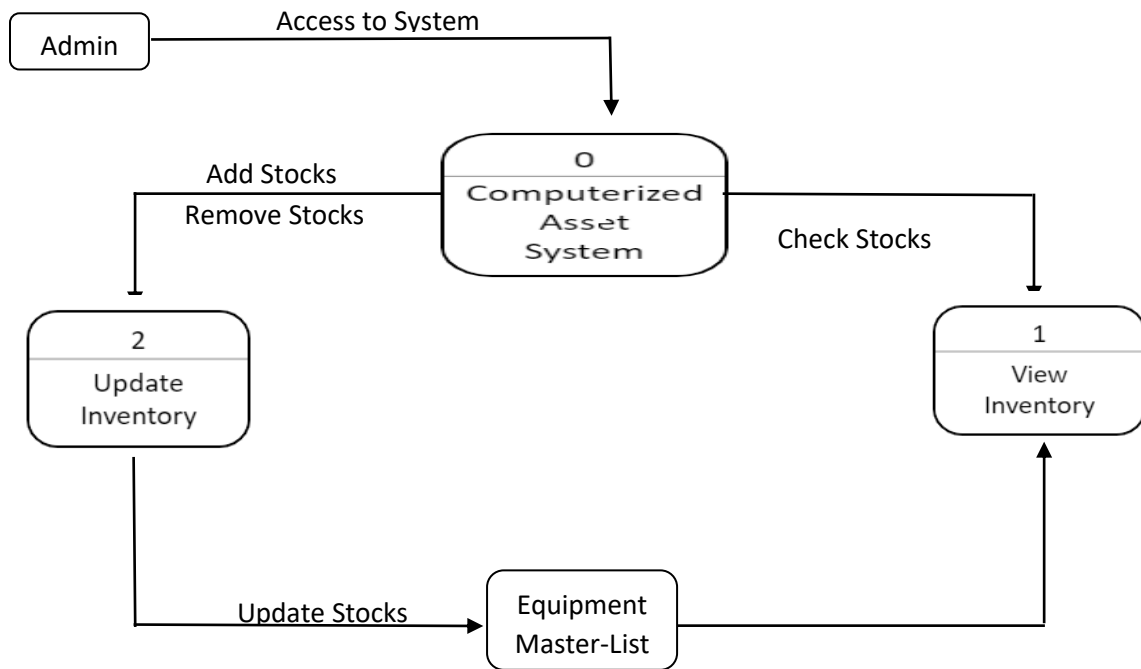 Access to System
Admin
0
Computerized
Asset
System
Add Stocks
Remove Stocks
Check Stocks
2
Update
Inventory
1
View
Inventory
Update Stocks
Equipment
Master-List